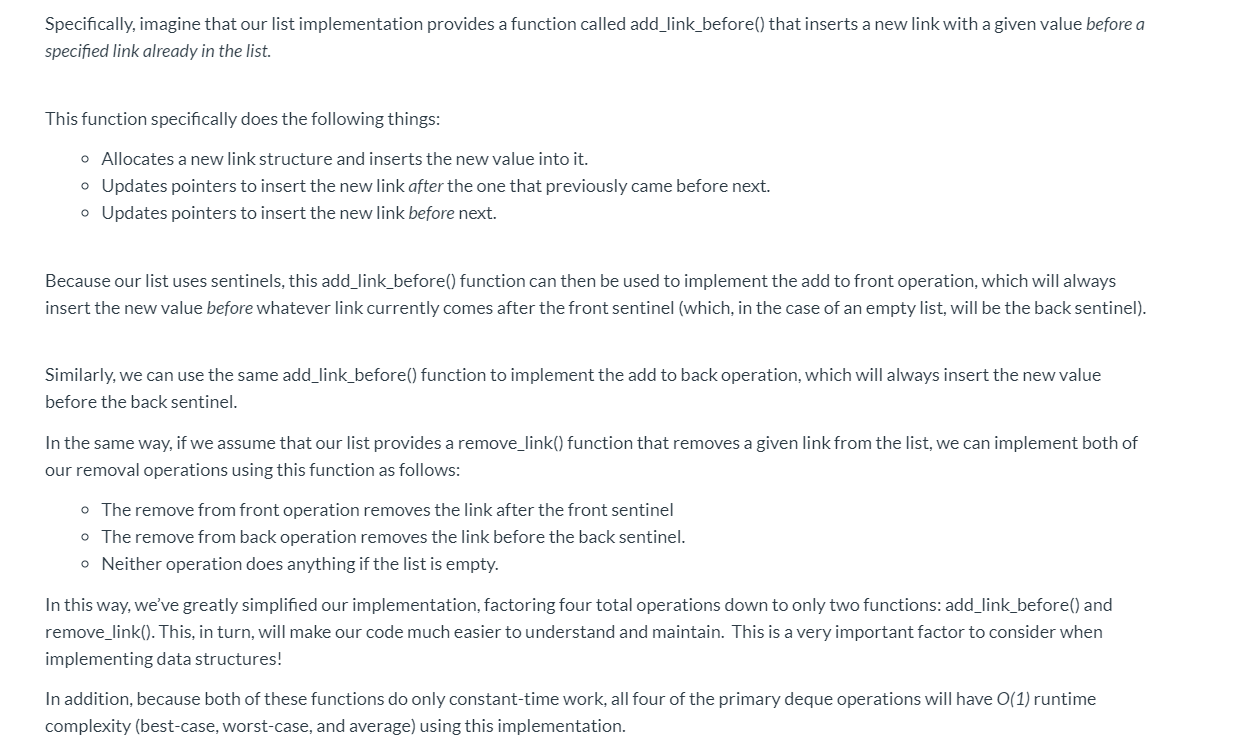 Specifically, imagine that our list implementation provides a function called add_link_before() that inserts a new link with a given value before a
specified link already in the list.
This function specifically does the following things:
Allocates a new link structure and inserts the new value into it.
Updates pointers to insert the new link after the one that previously came before next.
Updates pointers to insert the new link before next.
Because our list uses sentinels, this add_link_before() function can then be used to implement the add to front operation, which will always
insert the new value before whatever link currently comes after the front sentinel (which, in the case of an empty list, will be the back sentinel).
Similarly, we can use the same add_link_before() function to implement the add to back operation, which will always insert the new value
before the back sentinel.
In the same way, if we assume that our list provides a remove_link() function that removes a given link from the list, we can implement both of
our removal operations using this function as follows:
The remove from front operation removes the link after the front sentinel
The remove from back operation removes the link before the back sentinel.
Neither operation does anything if the list is empty.
In this way, we’ve greatly simplified our implementation, factoring four total operations down to only two functions: add_link_before() and
remove_link(). This, in turn, will make our code much easier to understand and maintain.  This is a very important factor to consider when
implementing data structures!
In addition, because both of these functions do only constant-time work, all four of the primary deque operations will have O(1) runtime
complexity (best-case, worst-case, and average) using this implementation.